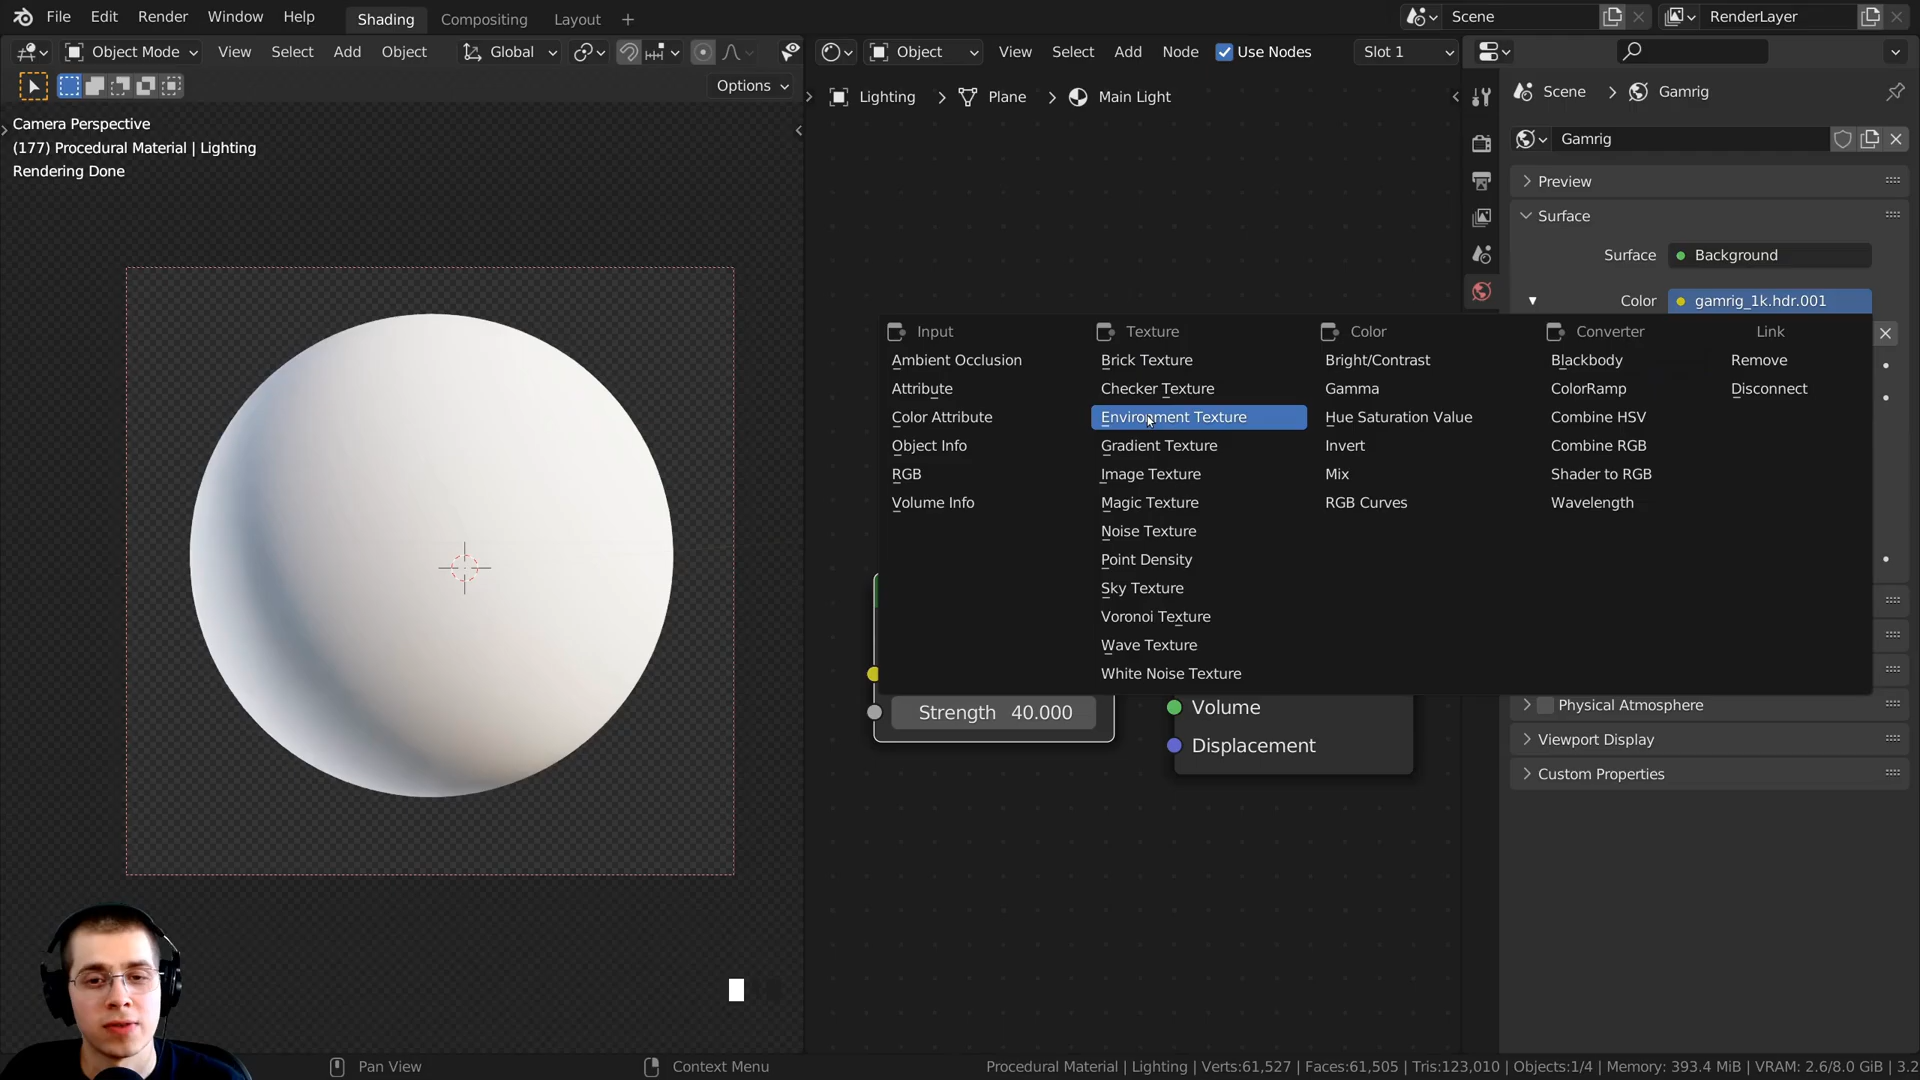 File Edit Render Window Help Shading Compositing Layout + Scene RenderLayer
Object Mode View Select Add Object Global Object View Select Add Node Use Nodes Slot 1
Options
Lighting > Plane > Main Light
Scene > Gamrig
Camera Perspective
(177) Procedural Material | Lighting
Rendering Done
Gamrig
Preview
Surface
Surface Background
Color gamrig_1k.hdr.001
Input
Ambient Occlusion
Attribute
Color Attribute
Object Info
RGB
Volume Info
Texture
Brick Texture
Checker Texture
Environment Texture
Gradient Texture
Image Texture
Magic Texture
Noise Texture
Point Density
Sky Texture
Voronoi Texture
Wave Texture
White Noise Texture
Color
Bright/Contrast
Gamma
Hue Saturation Value
Invert
Mix
RGB Curves
Converter
Blackbody
ColorRamp
Combine HSV
Combine RGB
Shader to RGB
Wavelength
Link
Remove
Disconnect
Strength 40.000
Volume
Displacement
Physical Atmosphere
Viewport Display
Custom Properties
Pan View Context Menu Procedural Material | Lighting | Verts:61,527 | Faces:61,505 | Tris:123,010 | Objects:1/4 | Memory: 393.4 MiB | VRAM: 2.6/8.0 GiB | 3.2